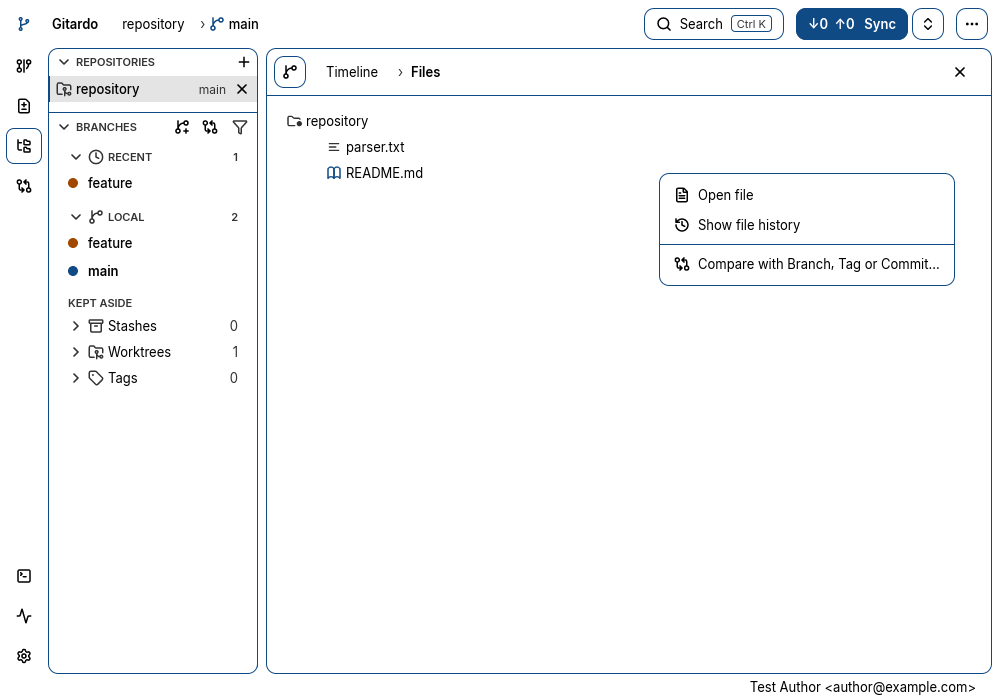 Gitardo repository › main Search Ctrl K ↓0 ↑0 Sync
REPOSITORIES
repository main
BRANCHES
RECENT 1
feature
LOCAL 2
feature
main
KEPT ASIDE
Stashes 0
Worktrees 1
Tags 0
Timeline › Files
repository
parser.txt
README.md
Open file
Show file history
Compare with Branch, Tag or Commit...
Test Author <author@example.com>